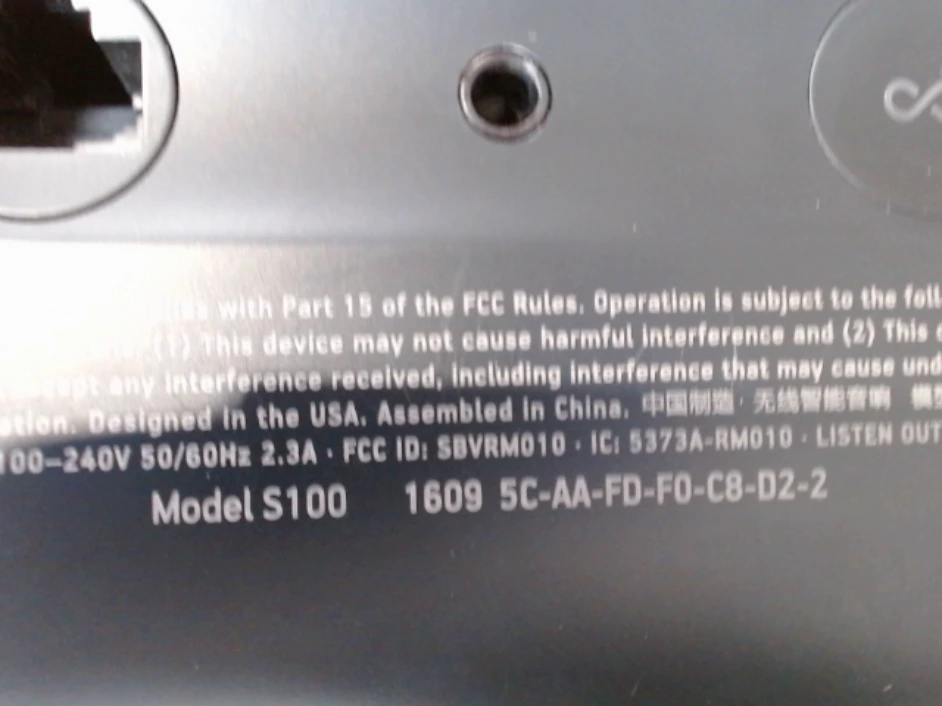 with Part 15 of the FCC Rules. Operation is subject to the
(1) This device may not cause harmful interference and (2) This
any interference received, including interference that may cause
Designed in the USA. Assembled in China. 中国制造 · 无线智能音响
100-240V 50/60Hz 2.3A · FCC ID: SBVRM010 · IC: 5373A-RM010 · LISTEN OUT
Model S100 1609 5C-AA-FD-F0-C8-D2-2